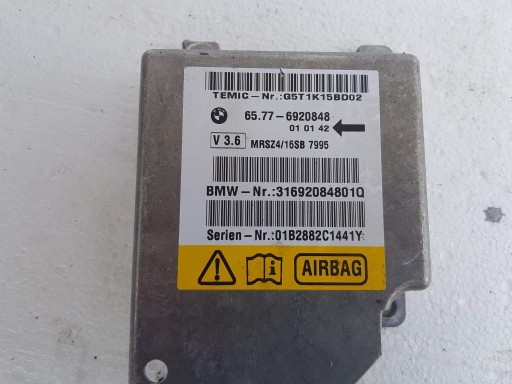 TEMIC-Nr.:G5T1K15BD02
65.77-6920848
01 01 42
V 3.6 MRSZ4/16SB 7995
BMW-Nr.:31692084801Q
Serien-Nr.:01B2882C1441Y
AIRBAG